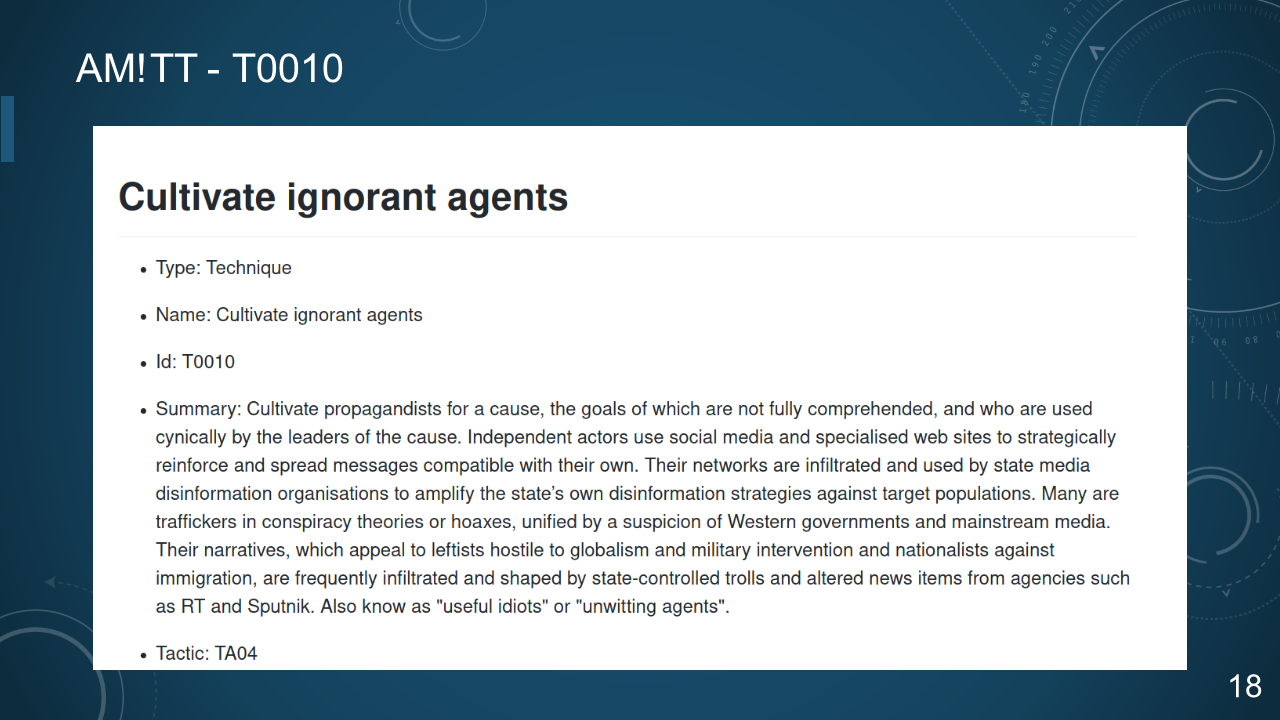 AM!TT - T0010
Cultivate ignorant agents
• Type: Technique
• Name: Cultivate ignorant agents
• Id: T0010
• Summary: Cultivate propagandists for a cause, the goals of which are not fully comprehended, and who are used
cynically by the leaders of the cause. Independent actors use social media and specialised web sites to strategically
reinforce and spread messages compatible with their own. Their networks are infiltrated and used by state media
disinformation organisations to amplify the state’s own disinformation strategies against target populations. Many are
traffickers in conspiracy theories or hoaxes, unified by a suspicion of Western governments and mainstream media.
Their narratives, which appeal to leftists hostile to globalism and military intervention and nationalists against
immigration, are frequently infiltrated and shaped by state-controlled trolls and altered news items from agencies such
as RT and Sputnik. Also know as "useful idiots" or "unwitting agents".
• Tactic: TA04
18
180 190 200